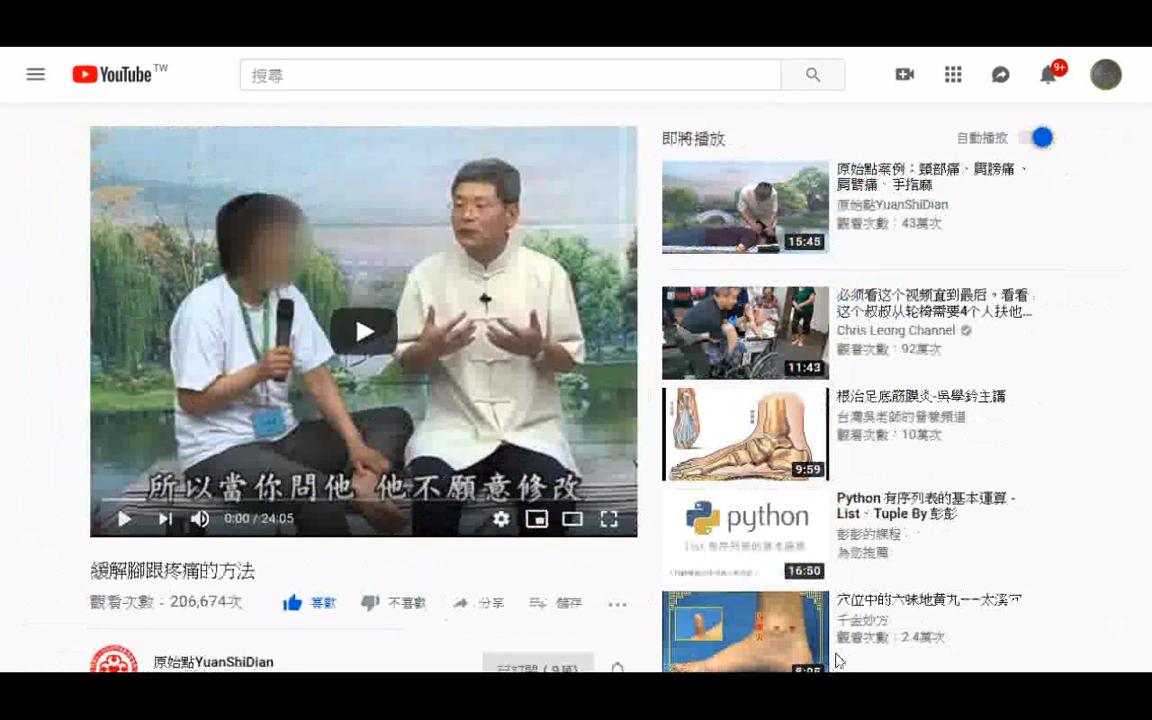 YouTube TW
搜尋
9+
即將播放
自動播放
所以當你問他 他不願意修改
0:00 / 24:05
緩解腳跟疼痛的方法
觀看次數：206,674次
喜歡
不喜歡
分享
儲存
原始點YuanShiDian
15:45
原始點案例：頸部痛、肩膀痛、
肩臂痛、手指麻
原始點YuanShiDian
觀看次數：43萬次
11:43
必须看这个视频直到最后。看看
这个叔叔从轮椅需要4个人扶他...
Chris Leong Channel
觀看次數：92萬次
9:59
根治足底筋膜炎-吳學鈐主講
台灣吳老師的營養頻道
觀看次數：10萬次
python
16:50
Python 有序列表的基本運算 -
List、Tuple By 彭彭
彭彭的課程
為您推薦
穴位中的六味地黄丸——太溪穴
千金妙方
觀看次數：2.4萬次